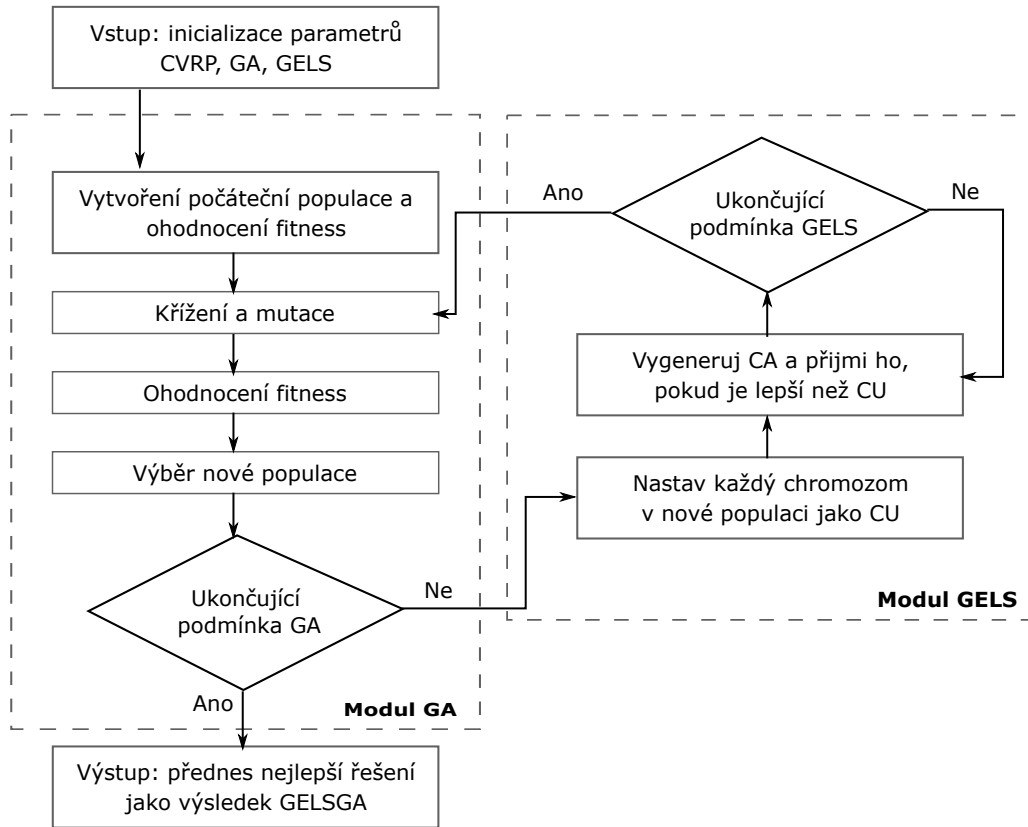 Vstup: inicializace parametrů
CVRP, GA, GELS
Vytvoření počáteční populace a
ohodnocení fitness
Křížení a mutace
Ohodnocení fitness
Výběr nové populace
Ukončující
podmínka GA
Ne
Ano
Modul GA
Výstup: přednes nejlepší řešení
jako výsledek GELSGA
Ukončující
podmínka GELS
Ano
Ne
Vygeneruj CA a přijmi ho,
pokud je lepší než CU
Nastav každý chromozom
v nové populaci jako CU
Modul GELS